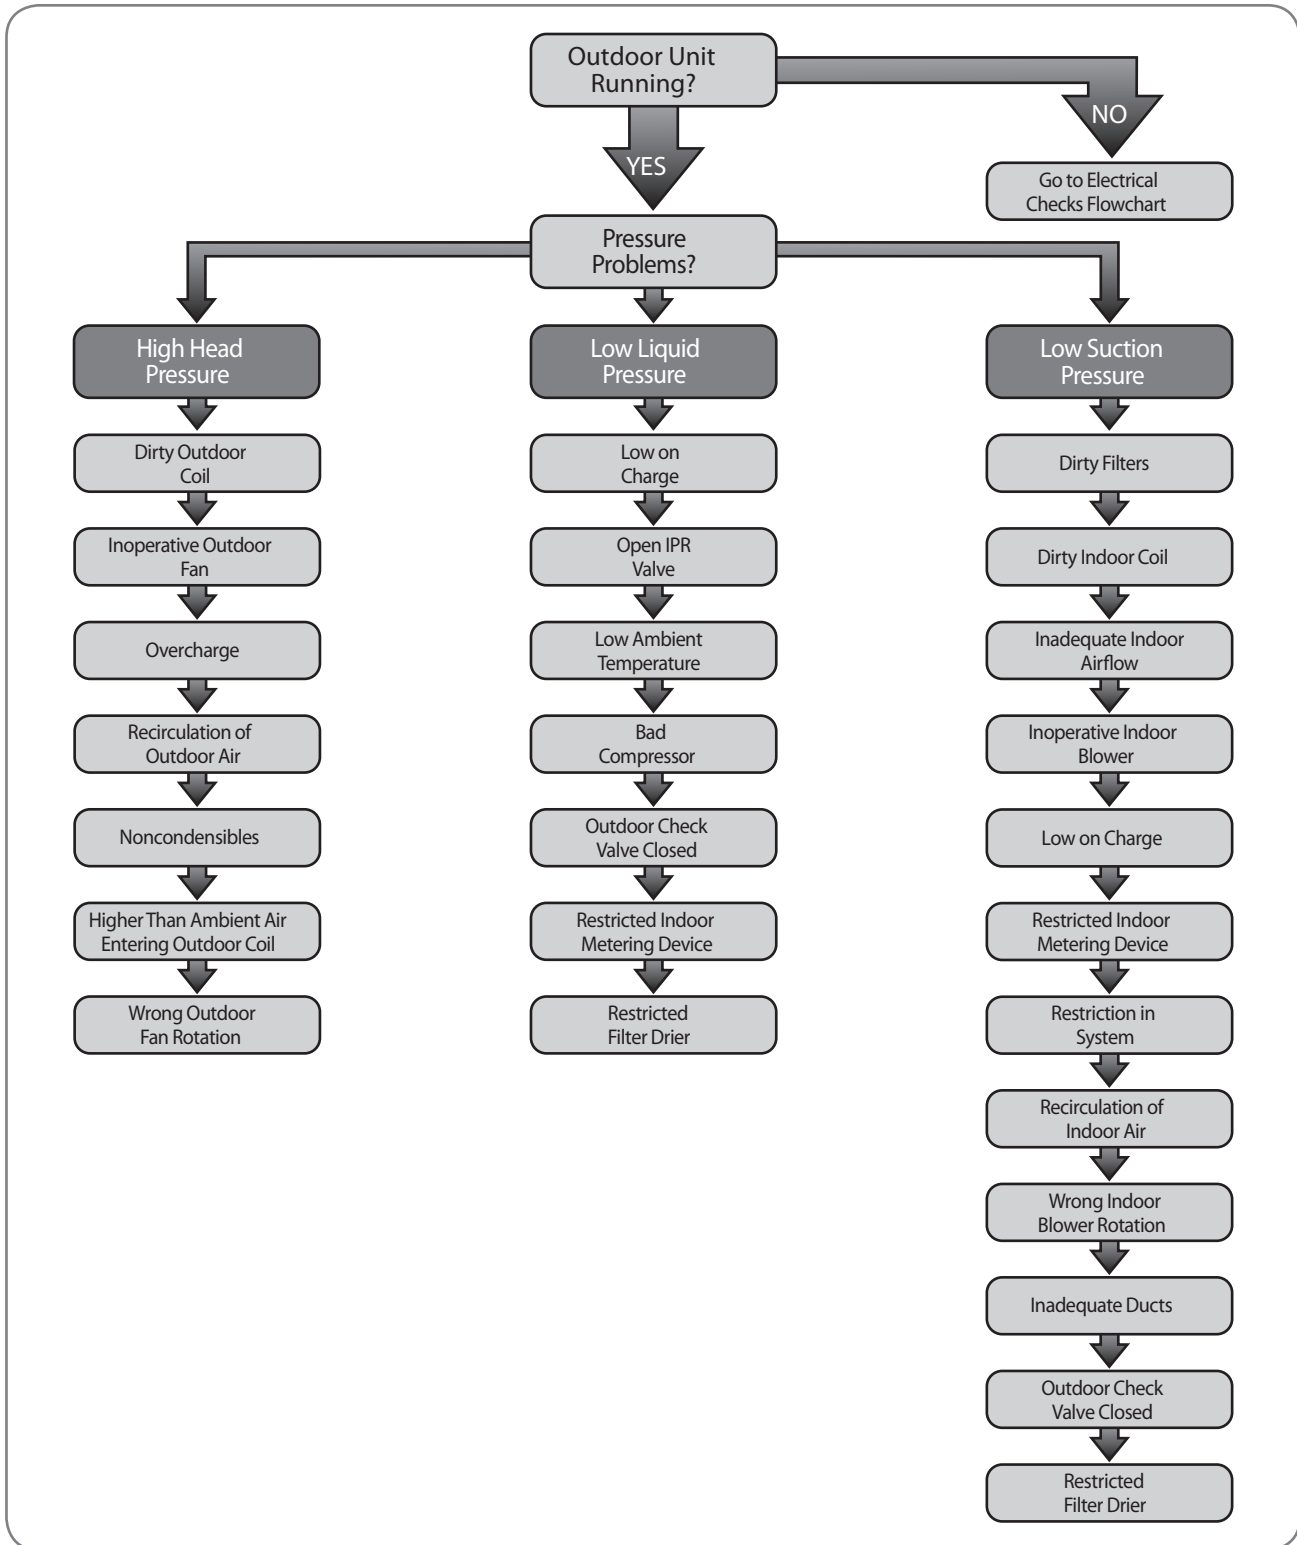 Outdoor Unit
Running?
NO
YES
Go to Electrical
Checks Flowchart
Pressure
Problems?
High Head
Pressure
Dirty Outdoor
Coil
Inoperative Outdoor
Fan
Overcharge
Recirculation of
Outdoor Air
Noncondensibles
Higher Than Ambient Air
Entering Outdoor Coil
Wrong Outdoor
Fan Rotation
Low Liquid
Pressure
Low on
Charge
Open IPR
Valve
Low Ambient
Temperature
Bad
Compressor
Outdoor Check
Valve Closed
Restricted Indoor
Metering Device
Restricted
Filter Drier
Low Suction
Pressure
Dirty Filters
Dirty Indoor Coil
Inadequate Indoor
Airflow
Inoperative Indoor
Blower
Low on Charge
Restricted Indoor
Metering Device
Restriction in
System
Recirculation of
Indoor Air
Wrong Indoor
Blower Rotation
Inadequate Ducts
Outdoor Check
Valve Closed
Restricted
Filter Drier